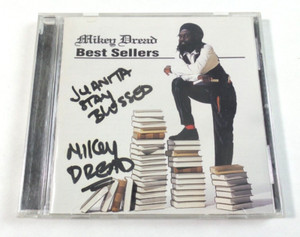 Mikey Dread
Best Sellers
JUANITA
STAY
BLESSED
MIKEY
DREAD